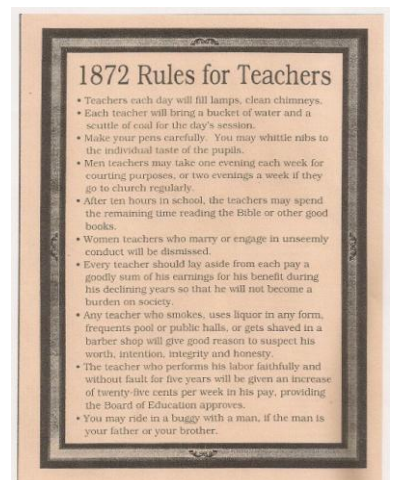 1872 Rules for Teachers
• Teachers each day will fill lamps, clean chimneys.
• Each teacher will bring a bucket of water and a
scuttle of coal for the day's session.
• Make your pens carefully. You may whittle nibs to
the individual taste of the pupils.
• Men teachers may take one evening each week for
courting purposes, or two evenings a week if they
go to church regularly.
• After ten hours in school, the teachers may spend
the remaining time reading the Bible or other good
books.
• Women teachers who marry or engage in unseemly
conduct will be dismissed.
• Every teacher should lay aside from each pay a
goodly sum of his earnings for his benefit during
his declining years so that he will not become a
burden on society.
• Any teacher who smokes, uses liquor in any form,
frequents pool or public halls, or gets shaved in a
barber shop will give good reason to suspect his
worth, intention, integrity and honesty.
• The teacher who performs his labor faithfully and
without fault for five years will be given an increase
of twenty-five cents per week in his pay, providing
the Board of Education approves.
• You may ride in a buggy with a man, if the man is
your father or your brother.